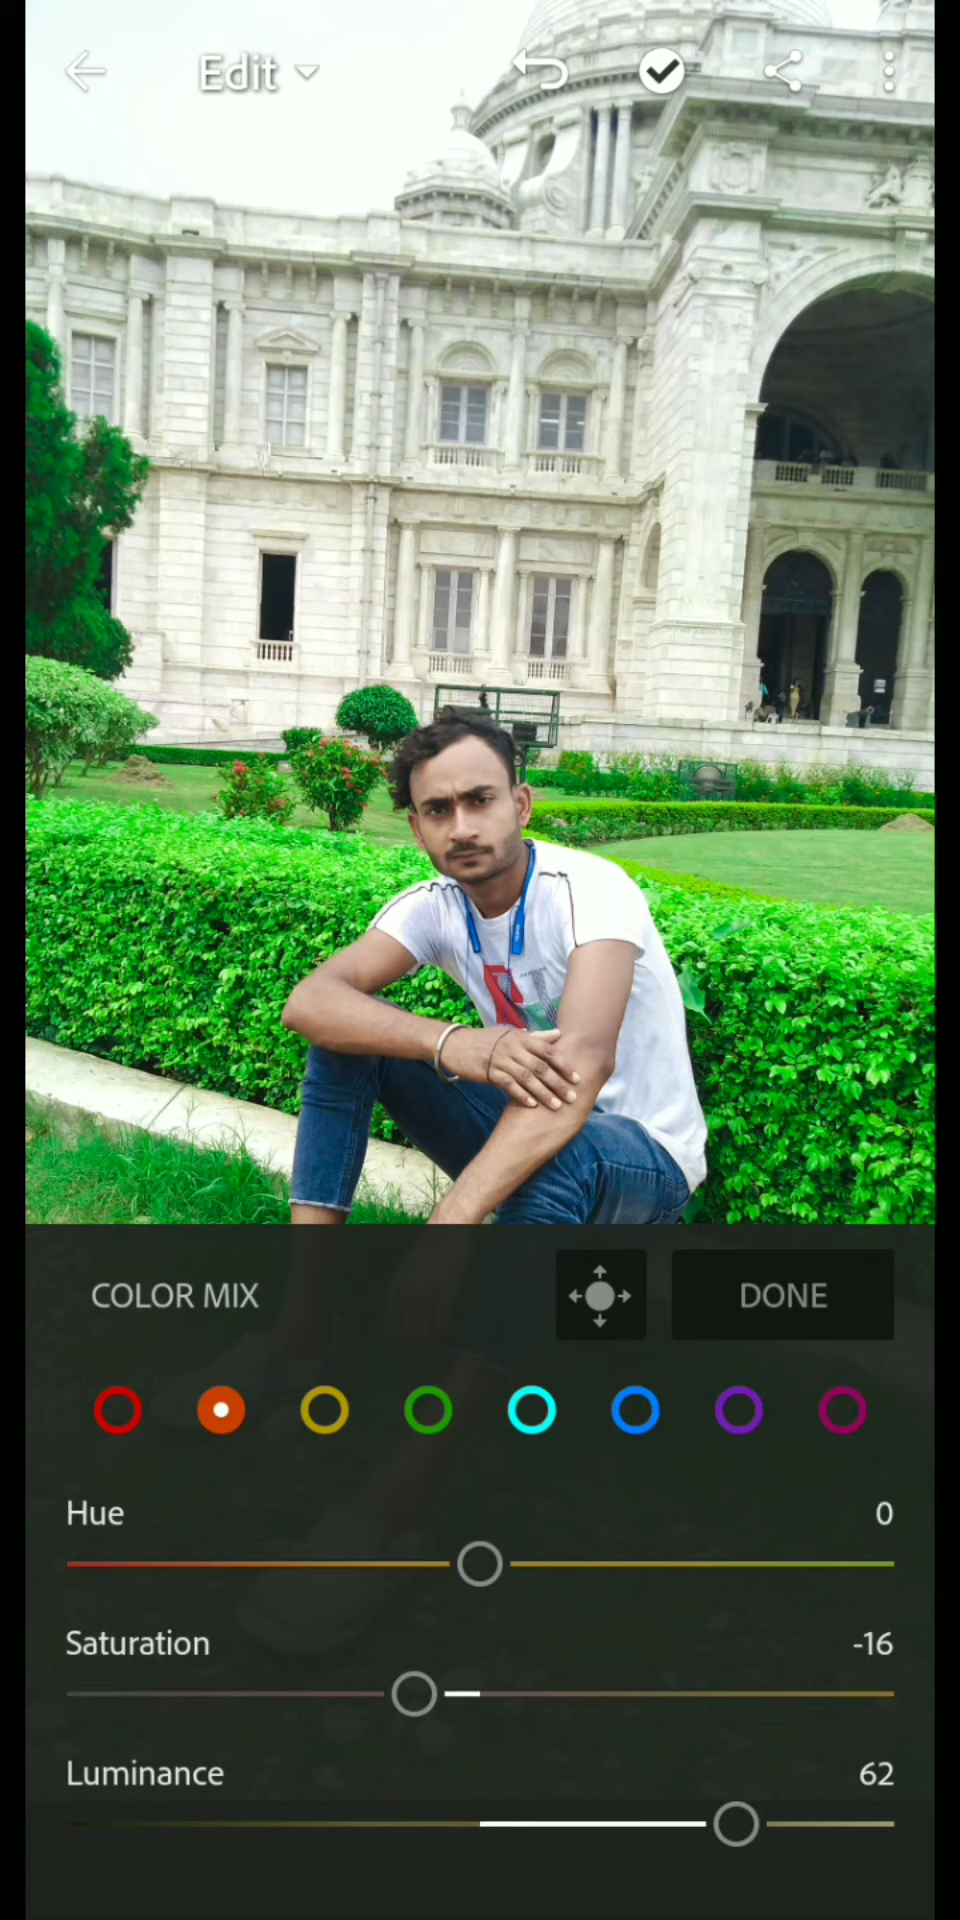 Edit
COLOR MIX
DONE
Hue 0
Saturation -16
Luminance 62